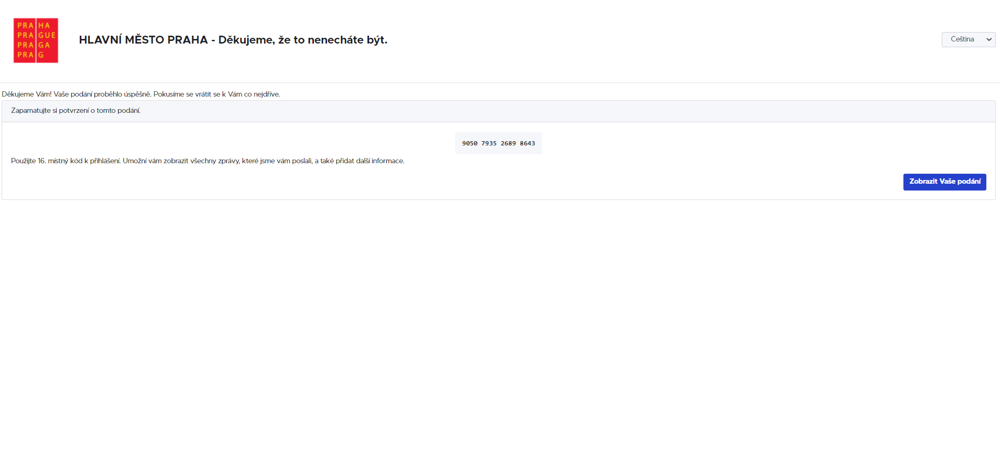 PRA HA
PRA GUE
PRA GA
PRA G
HLAVNÍ MĚSTO PRAHA - Děkujeme, že to nenecháte být.
Čeština
Děkujeme Vám! Vaše podání proběhlo úspěšně. Pokusíme se vrátit se k Vám co nejdříve.
Zapamatujte si potvrzení o tomto podání.
9050 7935 2689 8643
Použijte 16. místný kód k přihlášení. Umožní vám zobrazit všechny zprávy, které jsme vám poslali, a také přidat další informace.
Zobrazit Vaše podání